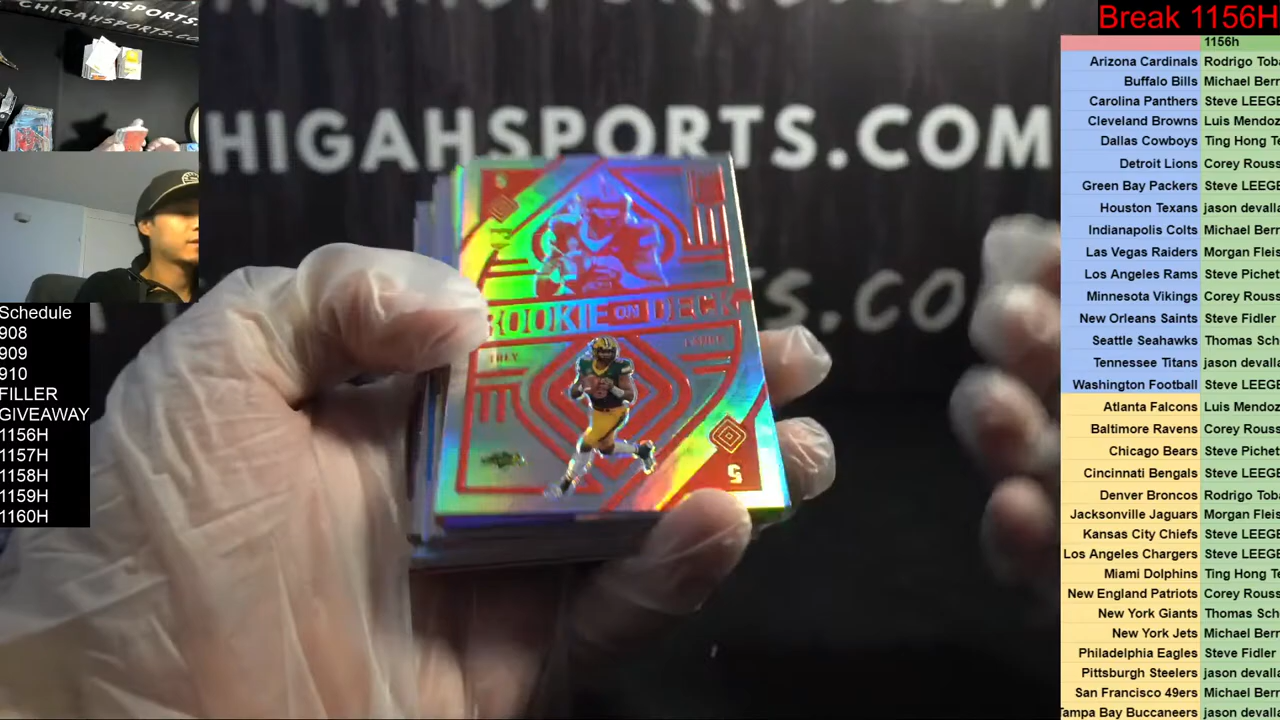 CHIGAHSPORTS.COM
HIGAHSPORTS.COM
S.CO
ROOKIE ON DECK
TREY LANCE
5
5
Schedule
908
909
910
FILLER
GIVEAWAY
1156H
1157H
1158H
1159H
1160H
Break 1156H
1156h
Arizona Cardinals Rodrigo Toba
Buffalo Bills Michael Berr
Carolina Panthers Steve LEEGE
Cleveland Browns Luis Mendoz
Dallas Cowboys Ting Hong Te
Detroit Lions Corey Rouss
Green Bay Packers Steve LEEGE
Houston Texans jason devalla
Indianapolis Colts Michael Berr
Las Vegas Raiders Morgan Fleis
Los Angeles Rams Steve Pichet
Minnesota Vikings Corey Rouss
New Orleans Saints Steve Fidler
Seattle Seahawks Thomas Sch
Tennessee Titans jason devalla
Washington Football Steve LEEGE
Atlanta Falcons Luis Mendoz
Baltimore Ravens Corey Rouss
Chicago Bears Steve Pichet
Cincinnati Bengals Steve LEEGE
Denver Broncos Rodrigo Toba
Jacksonville Jaguars Morgan Fleis
Kansas City Chiefs Steve LEEGE
Los Angeles Chargers Steve LEEGE
Miami Dolphins Ting Hong Te
New England Patriots Corey Rouss
New York Giants Thomas Sch
New York Jets Michael Berr
Philadelphia Eagles Steve Fidler
Pittsburgh Steelers jason devalla
San Francisco 49ers Michael Berr
Tampa Bay Buccaneers jason devalla